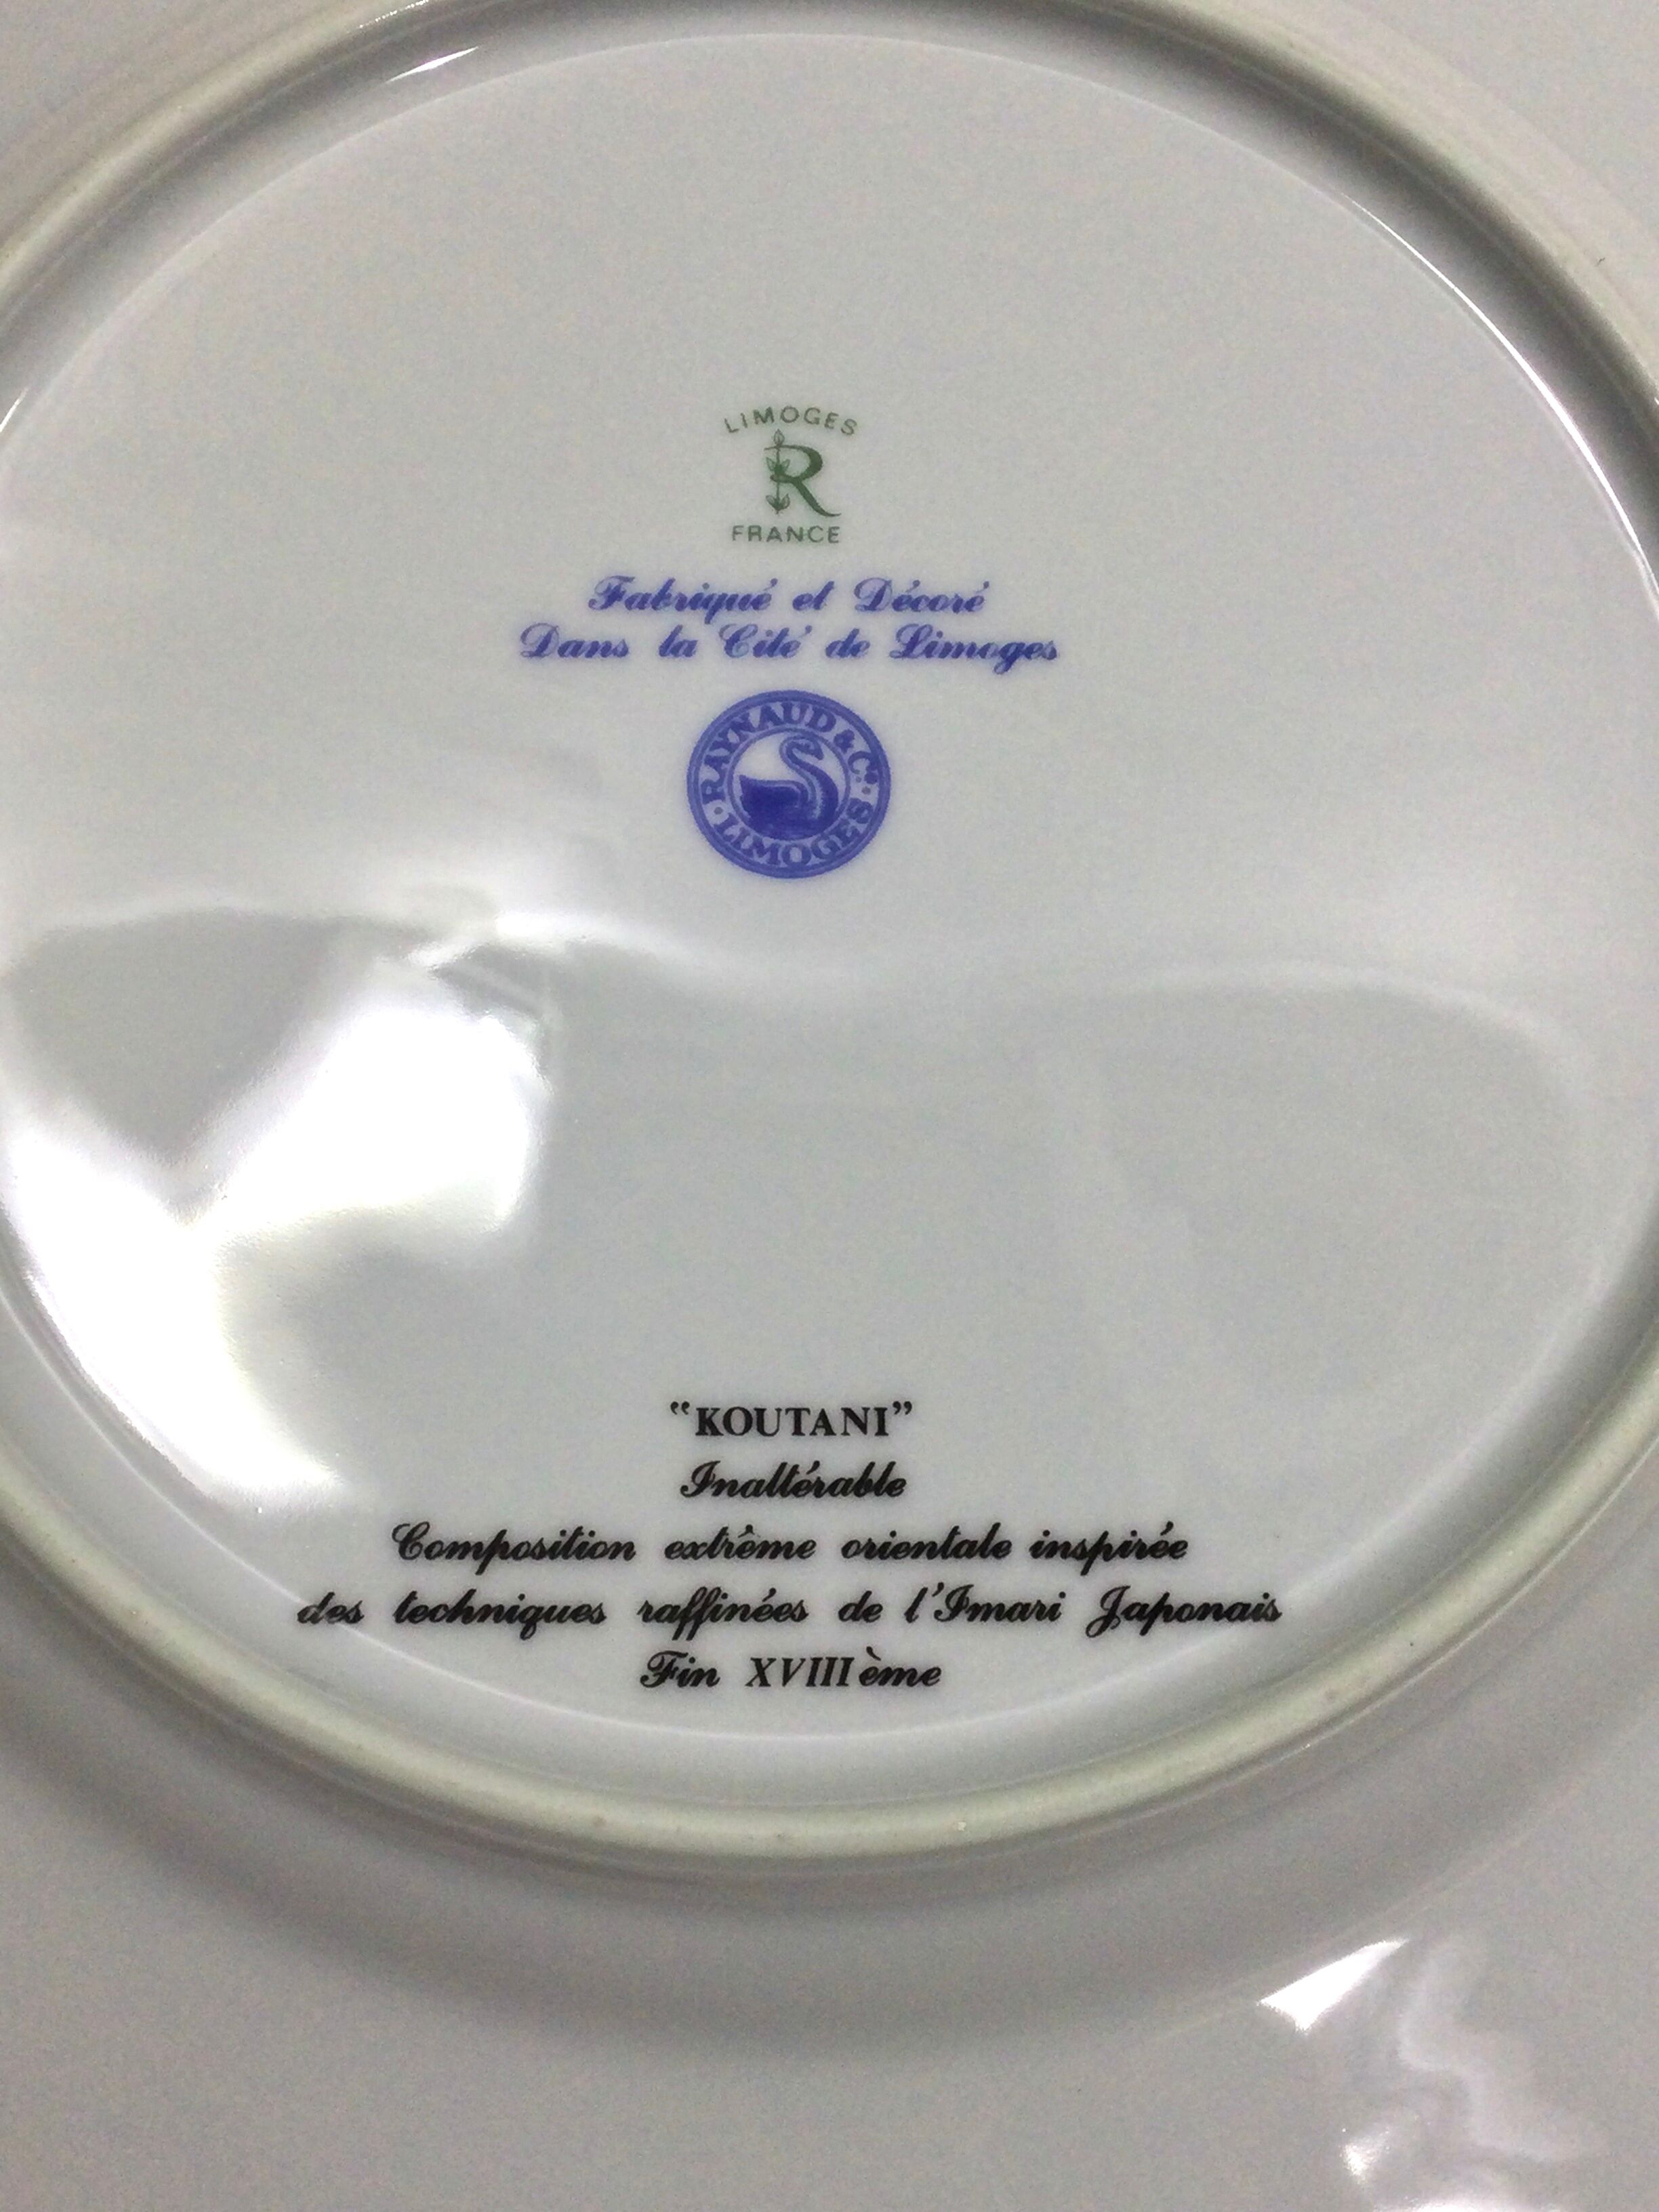 LIMOGES
R
FRANCE
Fabriqué et Décoré
Dans la Cité de Limoges
RAYNAUD & Cº
· LIMOGES ·
“KOUTANI”
Inaltérable
Composition extrême orientale inspirée
des techniques raffinées de l'Imari Japonais
Fin XVIIIème